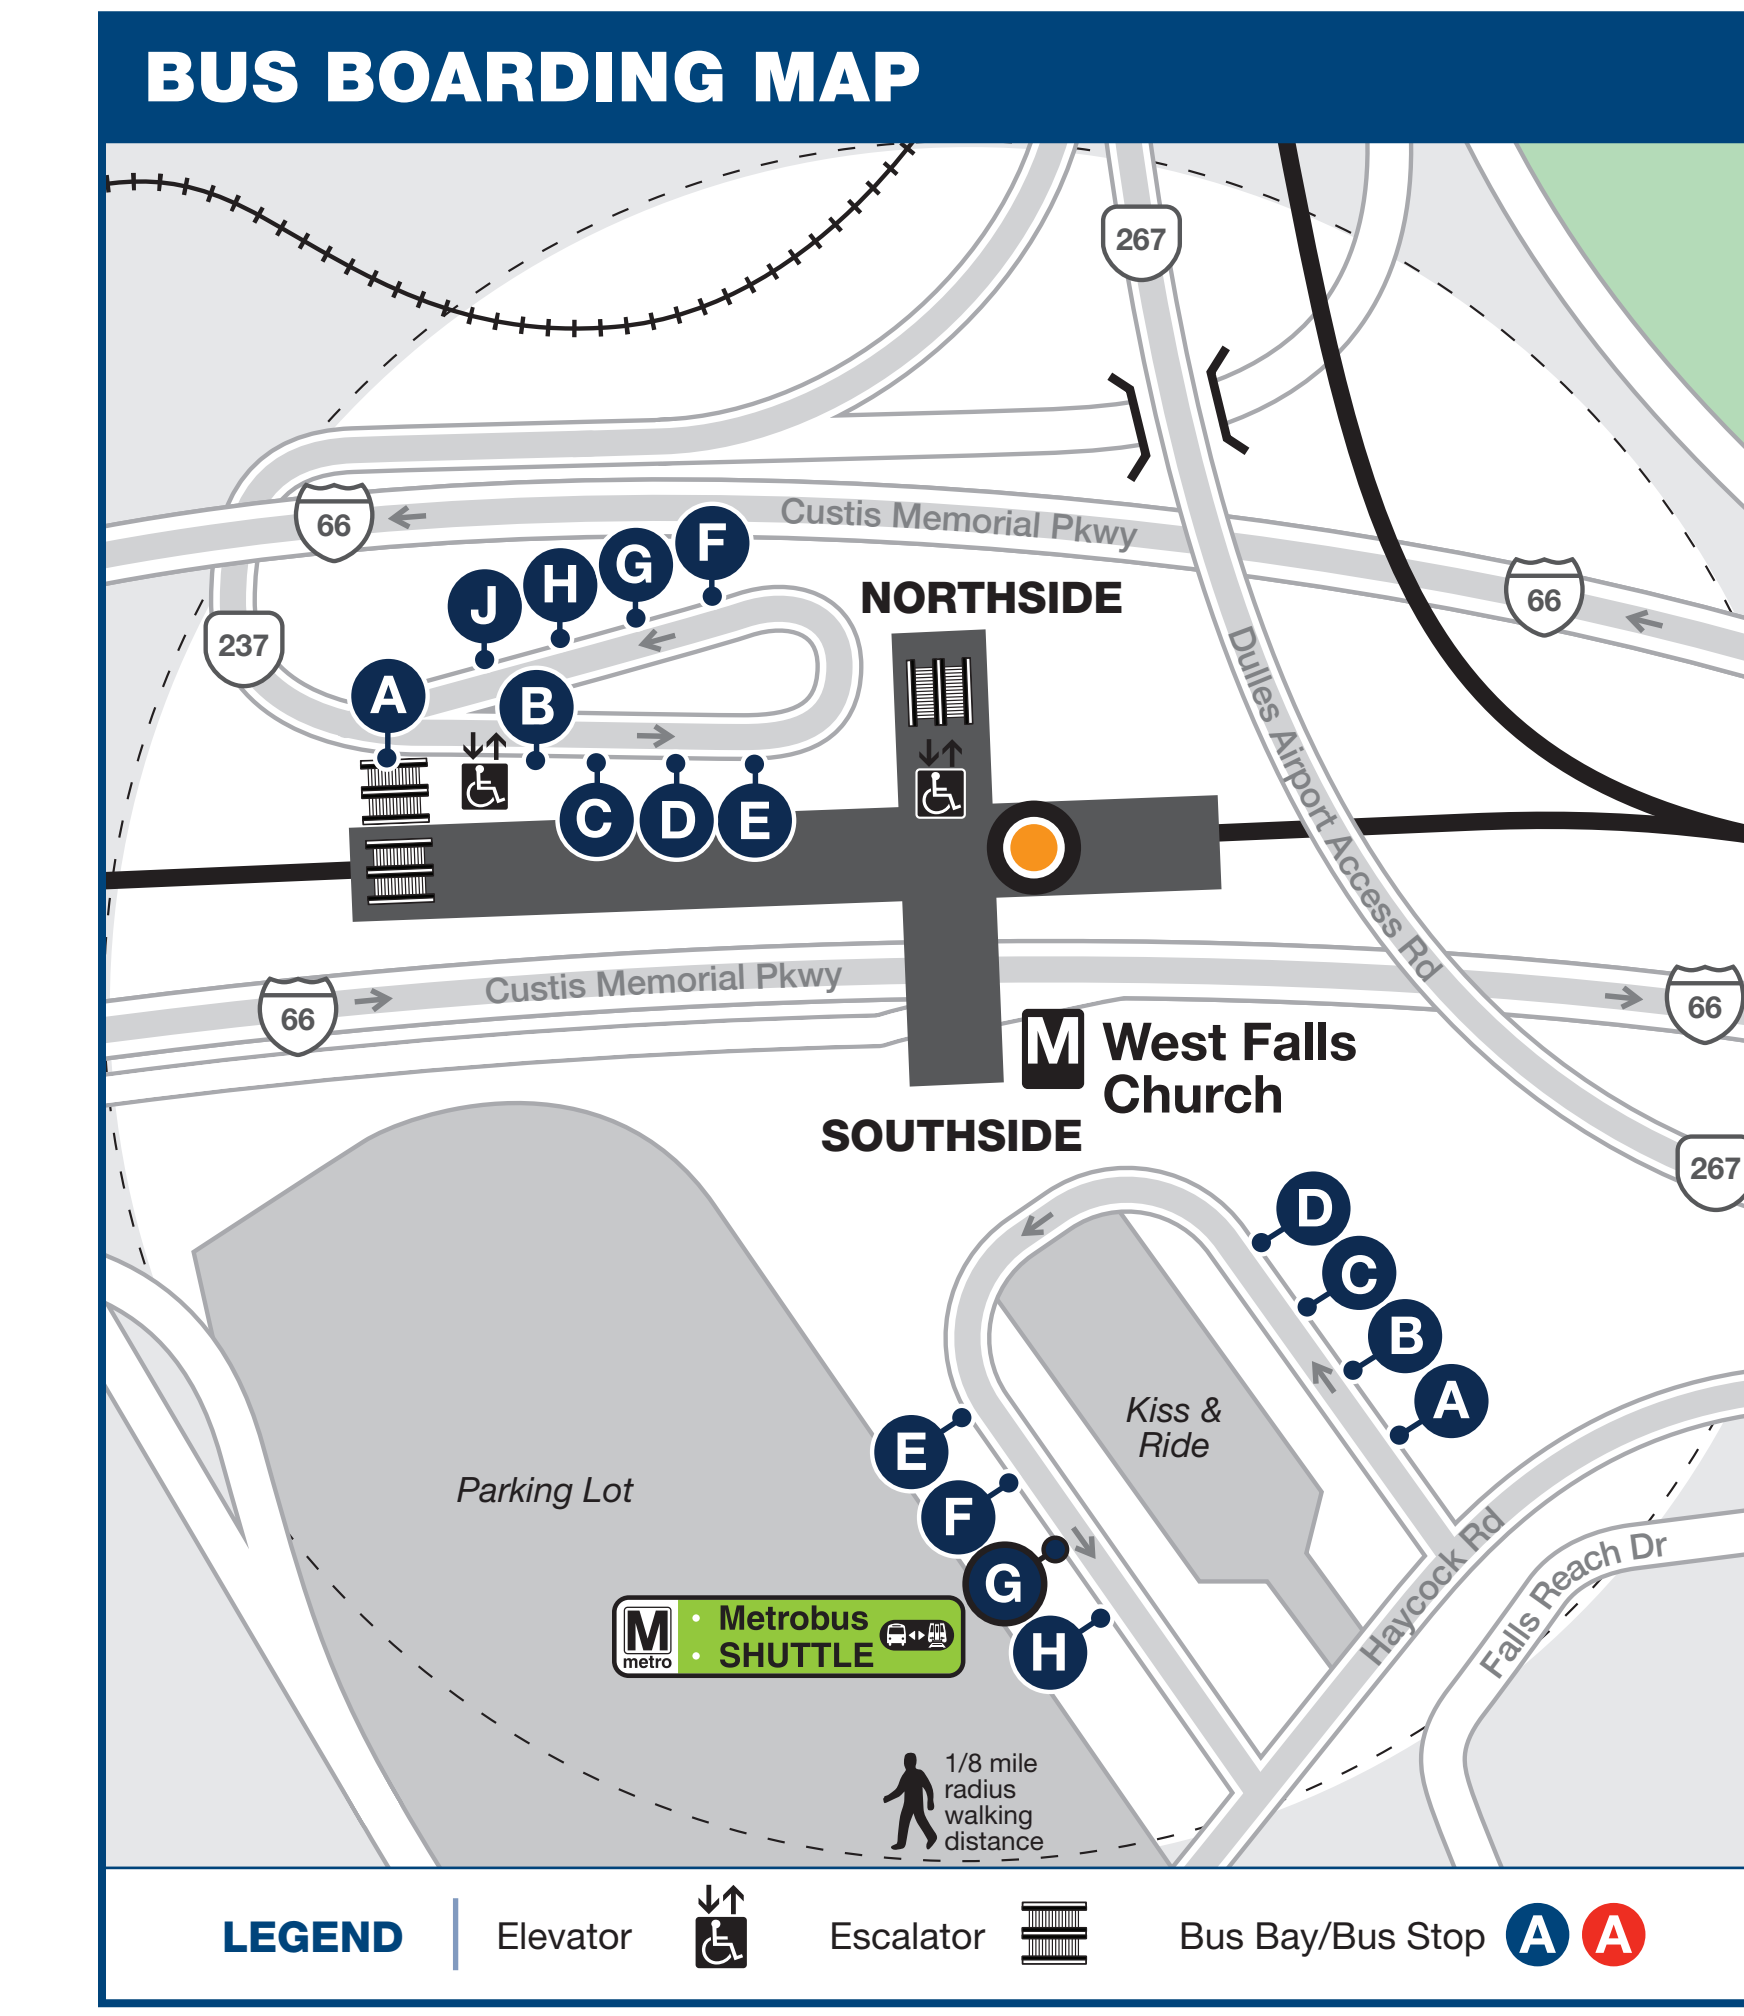 BUS BOARDING MAP
267
66
Custis Memorial Pkwy
F
G
H
J
NORTHSIDE
66
237
A
B
Dulles Airport Access Rd
C
D
E
Custis Memorial Pkwy
66
66
M
West Falls
Church
SOUTHSIDE
267
D
C
B
A
Kiss &
Ride
E
Parking Lot
F
Haycock Rd
Falls Reach Dr
G
M
metro
Metrobus
SHUTTLE
H
1/8 mile
radius
walking
distance
LEGEND
Elevator
Escalator
Bus Bay/Bus Stop
A
A